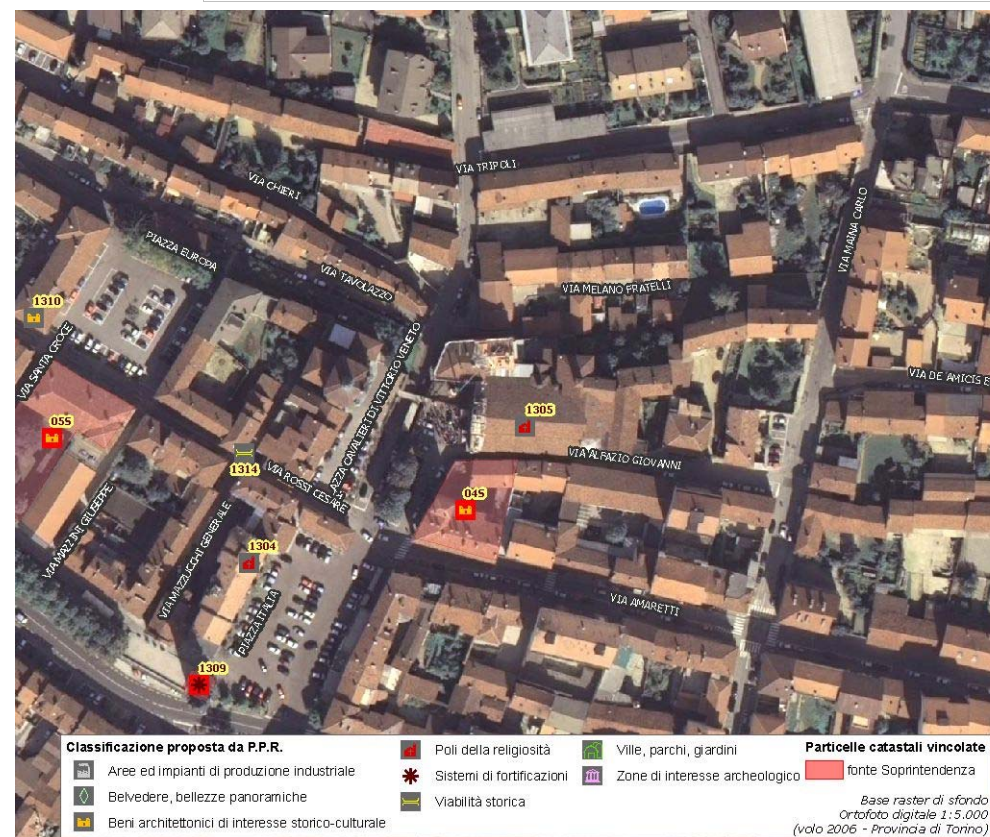 VIA TRIPOLI
VIA CHIERI
VIA MAINA CARLO
PIAZZA EUROPA
VIA TAVOLAZZO
VIA MELANO FRATELLI
1310
VIA SANTA CROCE
AZZA CAVALIERI DI VITTORIO VENETO
VIA DE AMICIS E
05S
1305
1314
VIA ROSSI CESARE
VIA ALFAZIO GIOVANNI
04S
VIA MAZZINI GIUSEPPE
VIA MAZZUCCHI GENERALE
1304
PIAZZA ITALIA
VIA AMARETTI
1309
Classificazione proposta da P.P.R.
Aree ed impianti di produzione industriale
Belvedere, bellezze panoramiche
Beni architettonici di interesse storico-culturale
Poli della religiosità
Sistemi di fortificazioni
Viabilità storica
Ville, parchi, giardini
Zone di interesse archeologico
Particelle catastali vincolate
fonte Soprintendenza
Base raster di sfondo
Ortofoto digitale 1:5.000
(volo 2006 - Provincia di Torino)